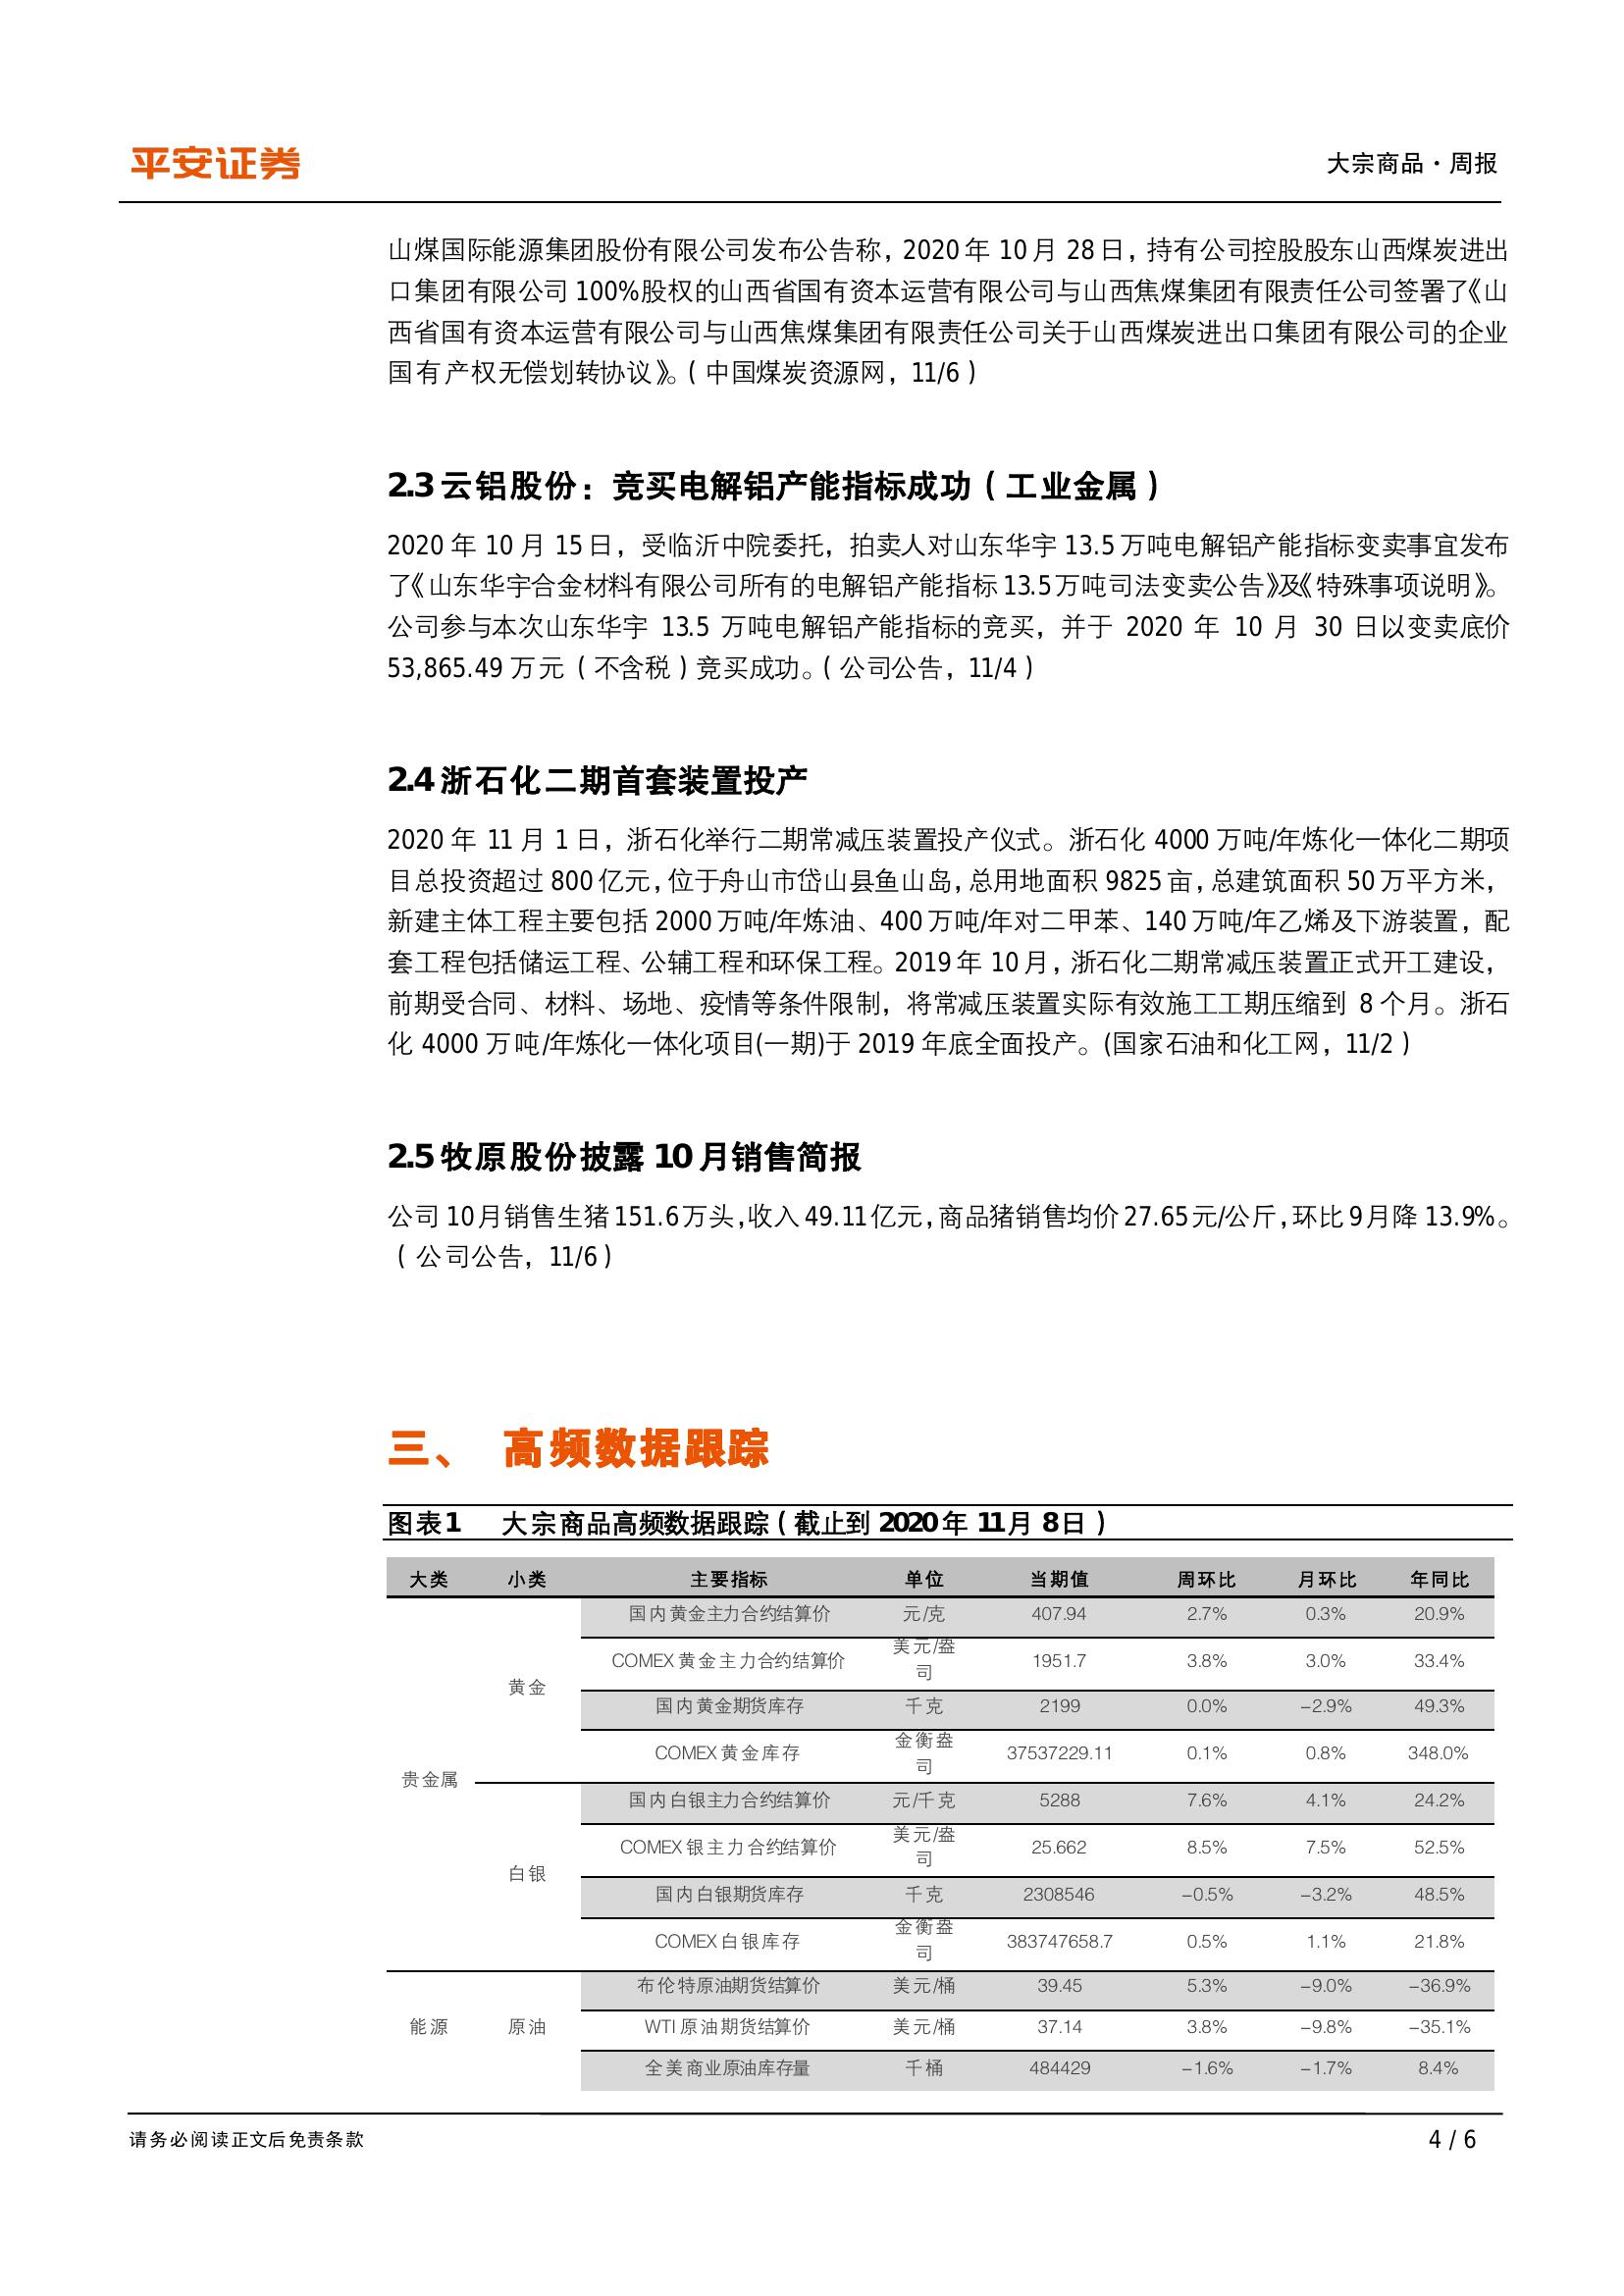 平安证券
大宗商品·周报
山煤国际能源集团股份有限公司发布公告称，2020 年 10 月 28 日，持有公司控股股东山西煤炭进出
口集团有限公司 100%股权的山西省国有资本运营有限公司与山西焦煤集团有限责任公司签署了《山
西省国有资本运营有限公司与山西焦煤集团有限责任公司关于山西煤炭进出口集团有限公司的企业
国有产权无偿划转协议》。（中国煤炭资源网，11/6）
2.3 云铝股份：竞买电解铝产能指标成功（工业金属）
2020 年 10 月 15 日，受临沂中院委托，拍卖人对山东华宇 13.5 万吨电解铝产能指标变卖事宜发布
了《山东华宇合金材料有限公司所有的电解铝产能指标 13.5 万吨司法变卖公告》及《特殊事项说明》。
公司参与本次山东华宇 13.5 万吨电解铝产能指标的竞买，并于 2020 年 10 月 30 日以变卖底价
53,865.49 万元（不含税）竞买成功。（公司公告，11/4）
2.4 浙石化二期首套装置投产
2020 年 11 月 1 日，浙石化举行二期常减压装置投产仪式。浙石化 4000 万吨/年炼化一体化二期项
目总投资超过 800 亿元，位于舟山市岱山县鱼山岛，总用地面积 9825 亩，总建筑面积 50 万平方米，
新建主体工程主要包括 2000 万吨/年炼油、400 万吨/年对二甲苯、140 万吨/年乙烯及下游装置，配
套工程包括储运工程、公辅工程和环保工程。2019 年 10 月，浙石化二期常减压装置正式开工建设，
前期受合同、材料、场地、疫情等条件限制，将常减压装置实际有效施工工期压缩到 8 个月。浙石
化 4000 万吨/年炼化一体化项目(一期)于 2019 年底全面投产。(国家石油和化工网，11/2）
2.5 牧原股份披露 10 月销售简报
公司 10 月销售生猪 151.6 万头，收入 49.11 亿元，商品猪销售均价 27.65 元/公斤，环比 9 月降 13.9%。
（公司公告，11/6）
三、 高频数据跟踪
图表1 大宗商品高频数据跟踪（截止到 2020 年 11 月 8 日）
大类 小类 主要指标 单位 当期值 周环比 月环比 年同比
贵金属 黄金 国内黄金主力合约结算价 元/克 407.94 2.7% 0.3% 20.9%
COMEX 黄金主力合约结算价 美元/盎司 1951.7 3.8% 3.0% 33.4%
国内黄金期货库存 千克 2199 0.0% -2.9% 49.3%
COMEX 黄金库存 金衡盎司 37537229.11 0.1% 0.8% 348.0%
白银 国内白银主力合约结算价 元/千克 5288 7.6% 4.1% 24.2%
COMEX 银主力合约结算价 美元/盎司 25.662 8.5% 7.5% 52.5%
国内白银期货库存 千克 2308546 -0.5% -3.2% 48.5%
COMEX 白银库存 金衡盎司 383747658.7 0.5% 1.1% 21.8%
能源 原油 布伦特原油期货结算价 美元/桶 39.45 5.3% -9.0% -36.9%
WTI 原油期货结算价 美元/桶 37.14 3.8% -9.8% -35.1%
全美商业原油库存量 千桶 484429 -1.6% -1.7% 8.4%
请务必阅读正文后免责条款
4 / 6